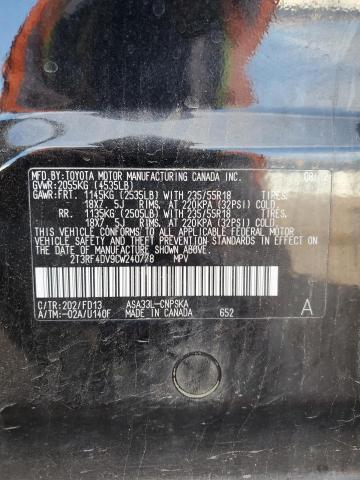 MFD.BY:TOYOTA MOTOR MANUFACTURING CANADA INC. 08/12
GVWR:2055KG (4535LB)
GAWR:FRT. 1145KG (2535LB) WITH 235/55R18 TIRES,
18X7 .5J RIMS, AT 220KPA (32PSI) COLD.
RR. 1135KG (2505LB) WITH 235/55R18 TIRES,
18X7 .5J RIMS, AT 220KPA (32PSI) COLD.
THIS VEHICLE CONFORMS TO ALL APPLICABLE
FEDERAL MOTOR VEHICLE SAFETY AND
STANDARDS IN EFFECT ON THE DATE OF
MANUFACTURE SHOWN ABOVE.
2T3RF4DV9CW240778 MPV
C/TR:202/FD13 ASA33L-CNPSKA
A/TM:-02A/U140F MADE IN CANADA 652
A